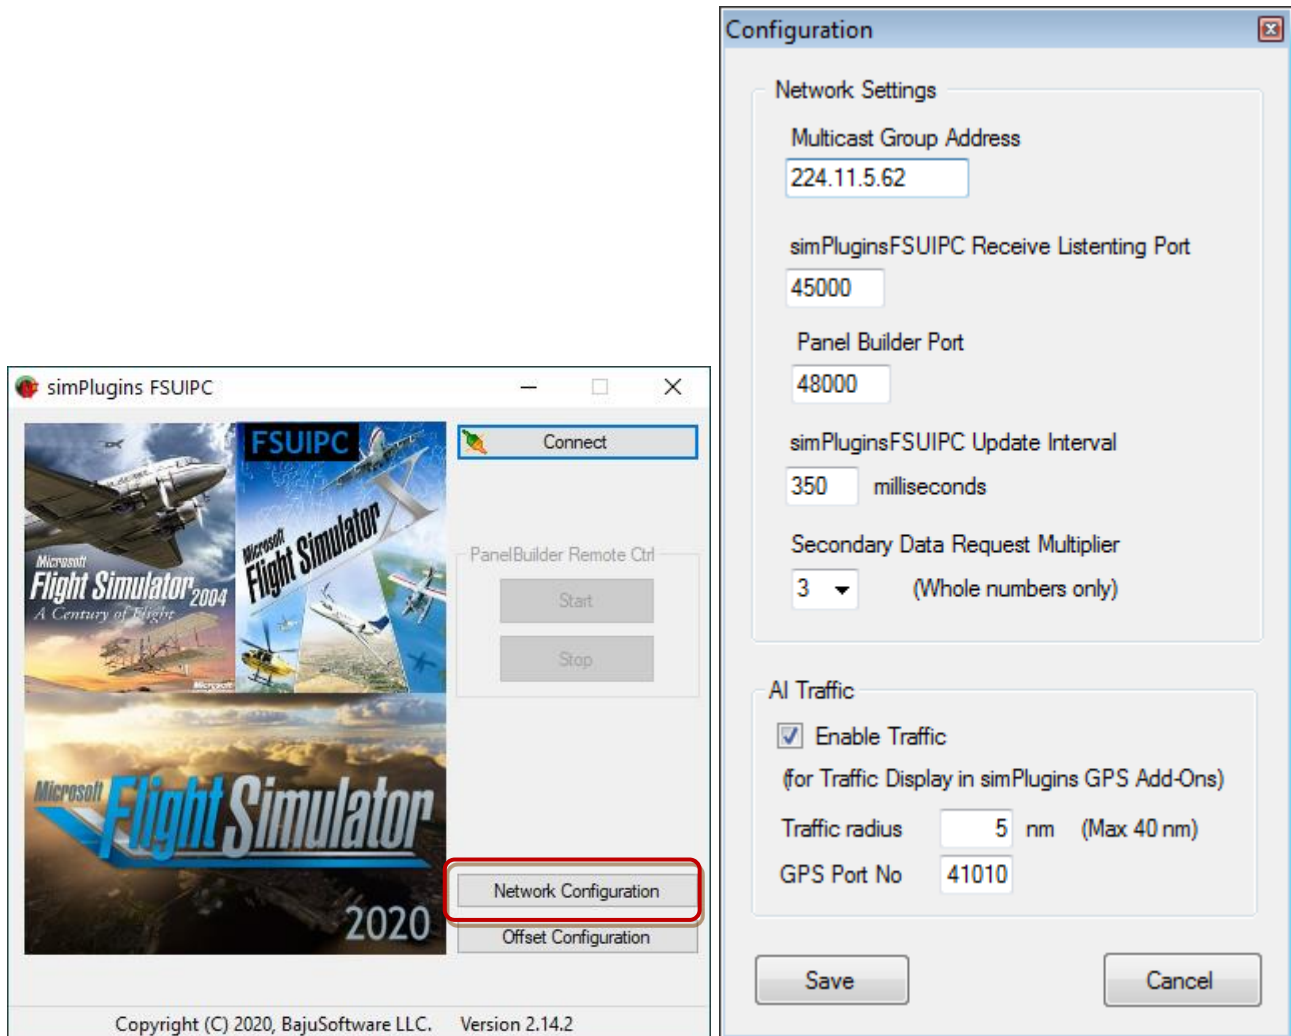 simPlugins FSUIPC
Microsoft
Flight Simulator 2004
A Century of Flight
Microsoft
FSUIPC
Microsoft
Flight Simulator X
Microsoft
Flight Simulator
2020
Connect
PanelBuilder Remote Ctrl
Start
Stop
Network Configuration
Offset Configuration
Copyright (C) 2020, BajuSoftware LLC. Version 2.14.2
Configuration
Network Settings
Multicast Group Address
224.11.5.62
simPluginsFSUIPC Receive Listenting Port
45000
Panel Builder Port
48000
simPluginsFSUIPC Update Interval
350 milliseconds
Secondary Data Request Multiplier
3 (Whole numbers only)
AI Traffic
Enable Traffic
(for Traffic Display in simPlugins GPS Add-Ons)
Traffic radius 5 nm (Max 40 nm)
GPS Port No 41010
Save Cancel